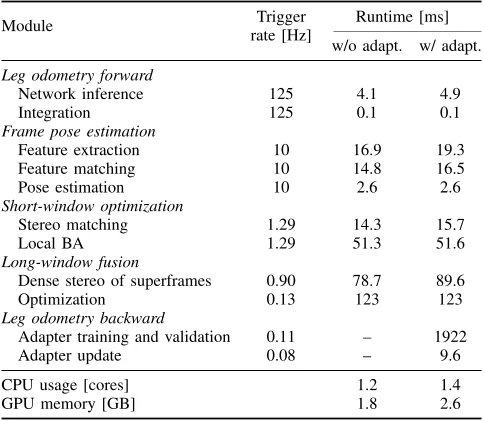 Module Trigger rate [Hz] Runtime [ms]
w/o adapt. w/ adapt.
Leg odometry forward
Network inference 125 4.1 4.9
Integration 125 0.1 0.1
Frame pose estimation
Feature extraction 10 16.9 19.3
Feature matching 10 14.8 16.5
Pose estimation 10 2.6 2.6
Short-window optimization
Stereo matching 1.29 14.3 15.7
Local BA 1.29 51.3 51.6
Long-window fusion
Dense stereo of superframes 0.90 78.7 89.6
Optimization 0.13 123 123
Leg odometry backward
Adapter training and validation 0.11 – 1922
Adapter update 0.08 – 9.6
CPU usage [cores] 1.2 1.4
GPU memory [GB] 1.8 2.6